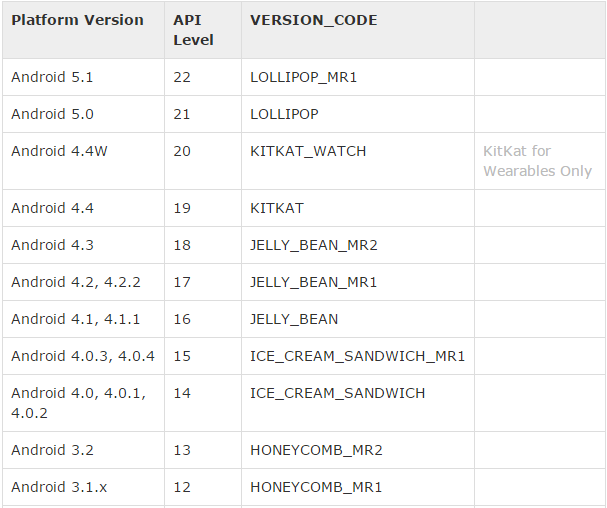 Platform Version API Level VERSION_CODE
Android 5.1 22 LOLLIPOP_MR1
Android 5.0 21 LOLLIPOP
Android 4.4W 20 KITKAT_WATCH KitKat for
Wearables Only
Android 4.4 19 KITKAT
Android 4.3 18 JELLY_BEAN_MR2
Android 4.2, 4.2.2 17 JELLY_BEAN_MR1
Android 4.1, 4.1.1 16 JELLY_BEAN
Android 4.0.3, 4.0.4 15 ICE_CREAM_SANDWICH_MR1
Android 4.0, 4.0.1, 14 ICE_CREAM_SANDWICH
4.0.2
Android 3.2 13 HONEYCOMB_MR2
Android 3.1.x 12 HONEYCOMB_MR1